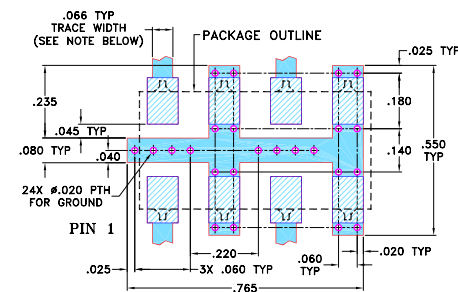 .066 TYP
TRACE WIDTH
(SEE NOTE BELOW)
PACKAGE OUTLINE
.025 TYP
.235
.180
.045 TYP
.080 TYP
.040
.550
TYP
.140
24X ø.020 PTH
FOR GROUND
PIN 1
.220
.060
TYP
.020 TYP
.025
3X .060 TYP
.765